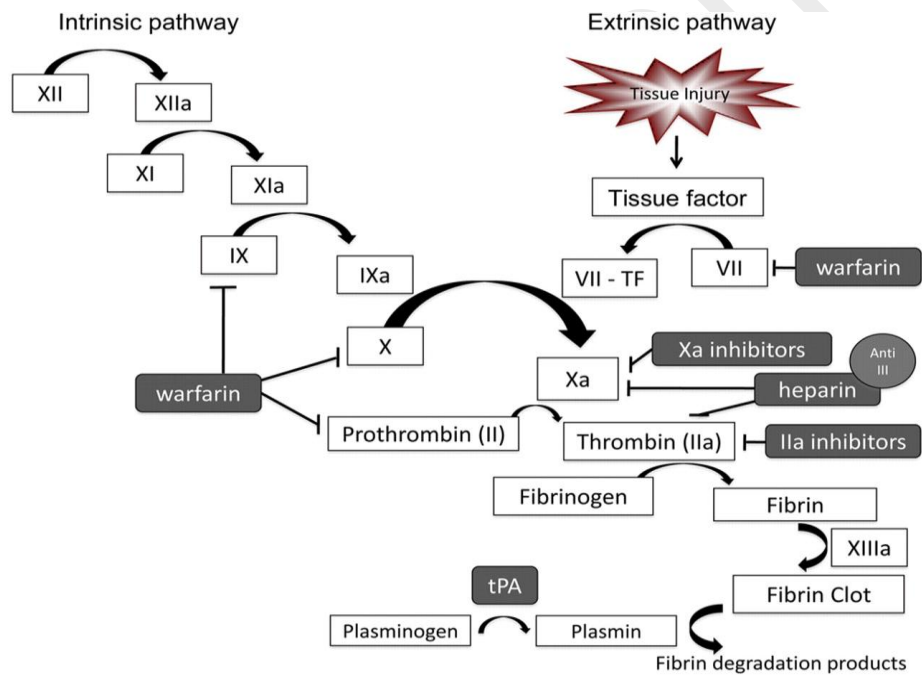 Intrinsic pathway
Extrinsic pathway
XII
XIIa
Tissue Injury
XI
XIa
Tissue factor
IX
IXa
VII - TF
VII
warfarin
X
Xa
Xa inhibitors
Anti
III
heparin
warfarin
Prothrombin (II)
Thrombin (IIa)
IIa inhibitors
Fibrinogen
Fibrin
XIIIa
tPA
Fibrin Clot
Plasminogen
Plasmin
Fibrin degradation products